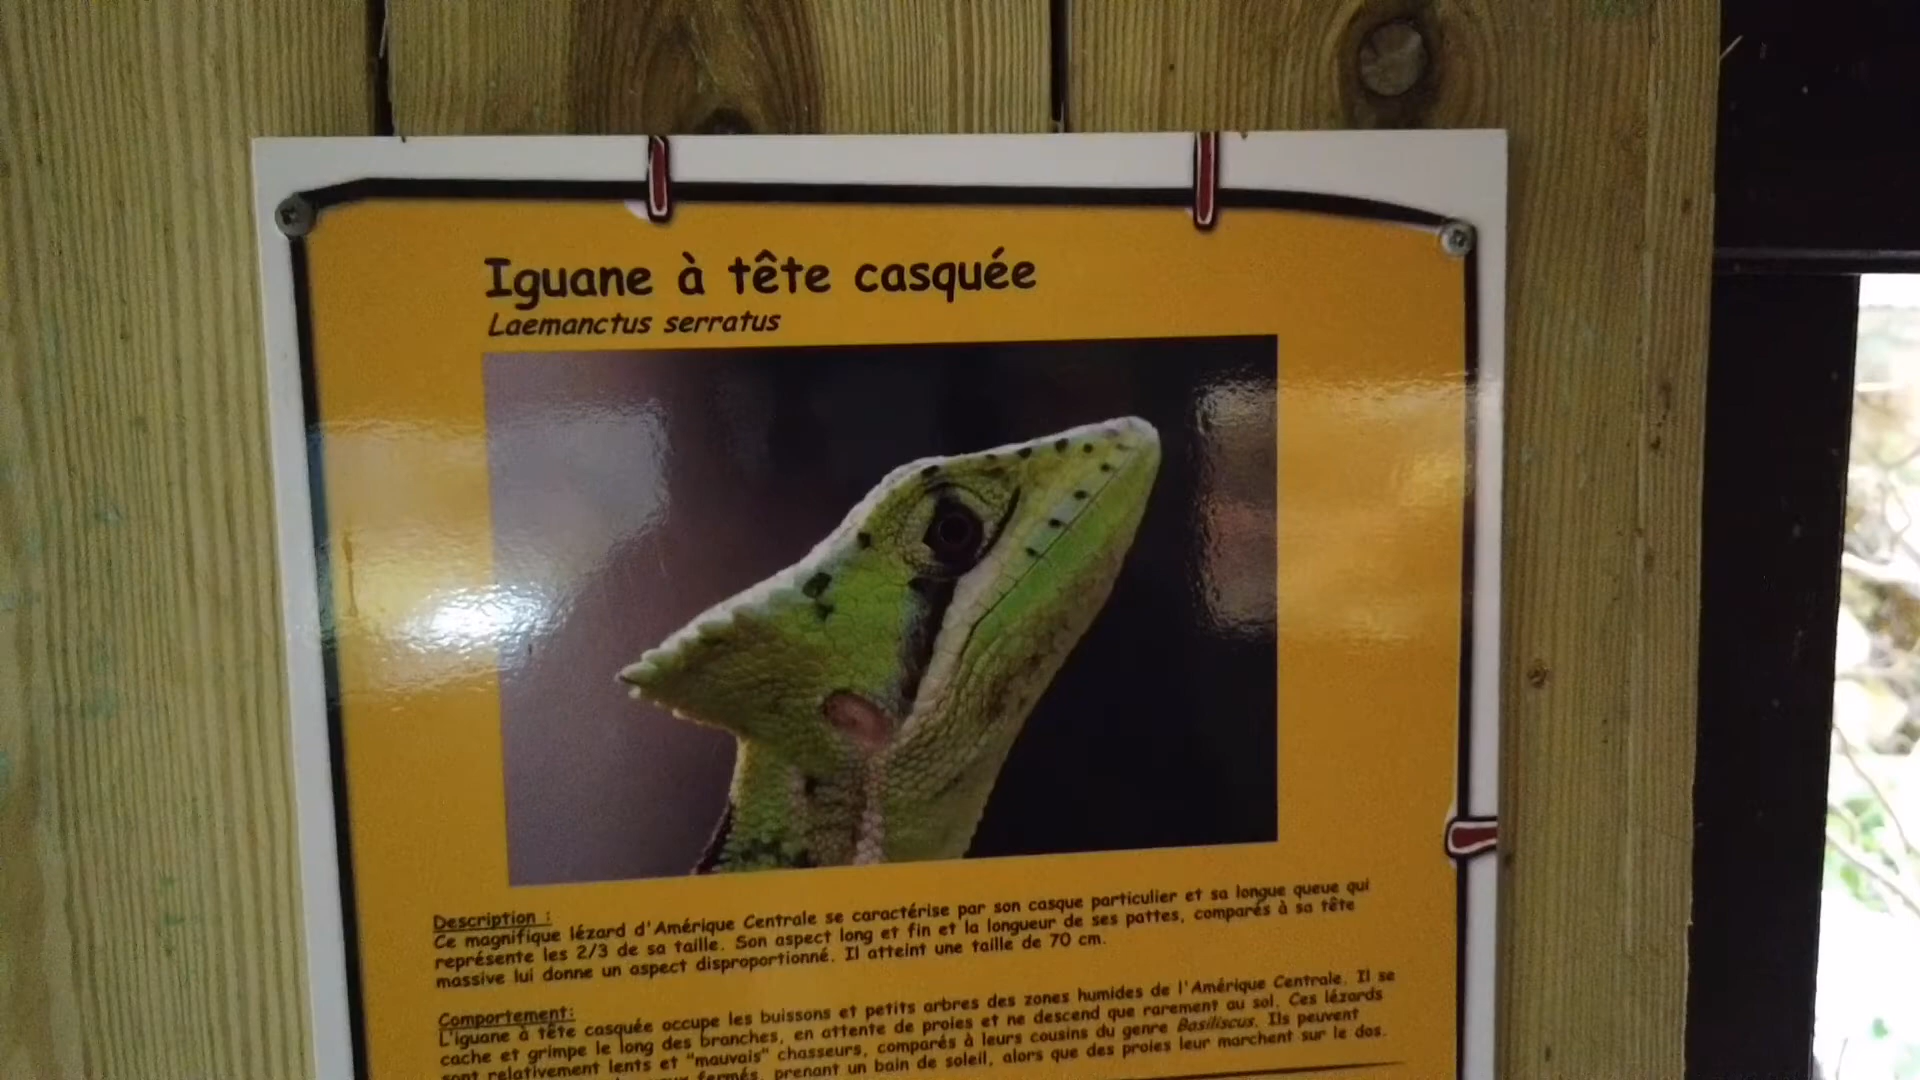 Iguane à tête casquée
Laemanctus serratus
Description :
Ce magnifique lézard d'Amérique Centrale se caractérise par son casque particulier et sa longue queue qui
représente les 2/3 de sa taille. Son aspect long et fin et la longueur de ses pattes, comparés à sa tête
massive lui donne un aspect disproportionné. Il atteint une taille de 70 cm.
Comportement:
L'iguane à tête casquée occupe les buissons et petits arbres des zones humides de l'Amérique Centrale. Il se
cache et grimpe le long des branches, en attente de proies et ne descend que rarement au sol. Ces lézards
sont relativement lents et "mauvais" chasseurs, comparés à leurs cousins du genre Basiliscus. Ils peuvent
fermés, prenant un bain de soleil, alors que des proies leur marchent sur le dos.